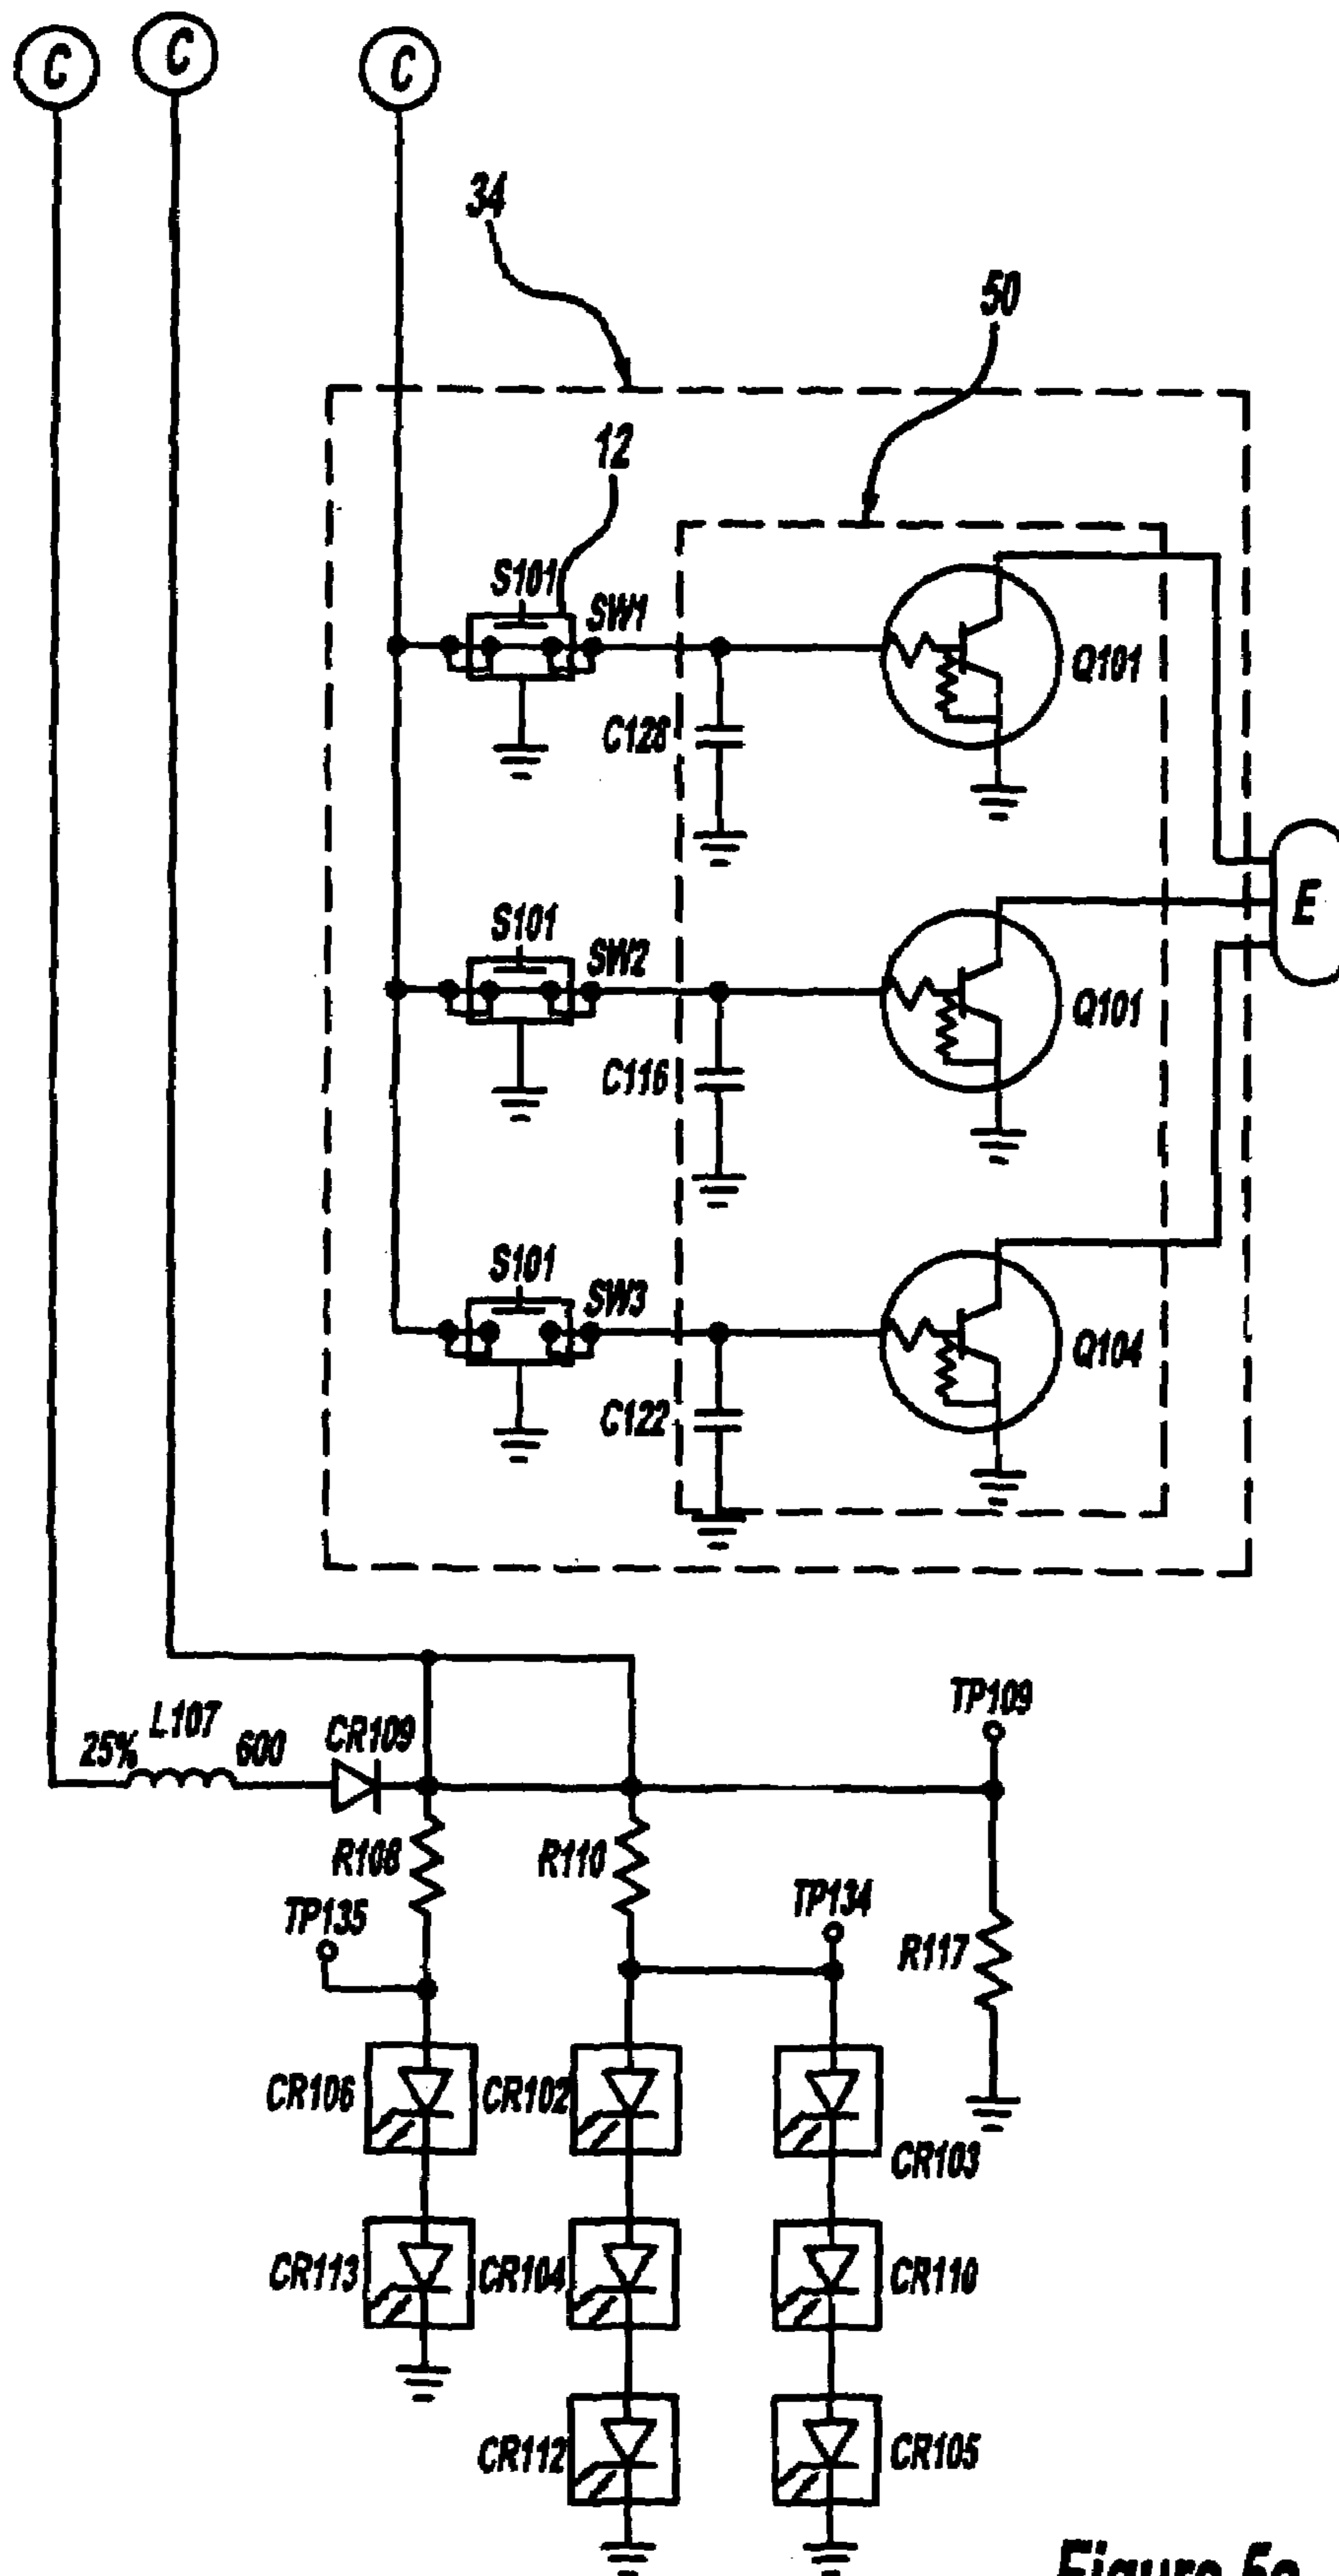 C C C
34
50
12
S101 SW1
Q101
C128
E
S101 SW2
Q101
C116
S101 SW3
Q104
C122
TP109
25% L107 600 CR109
R108 R110
TP135 TP134
R117
CR106 CR102
CR103
CR113 CR104 CR110
CR112 CR105